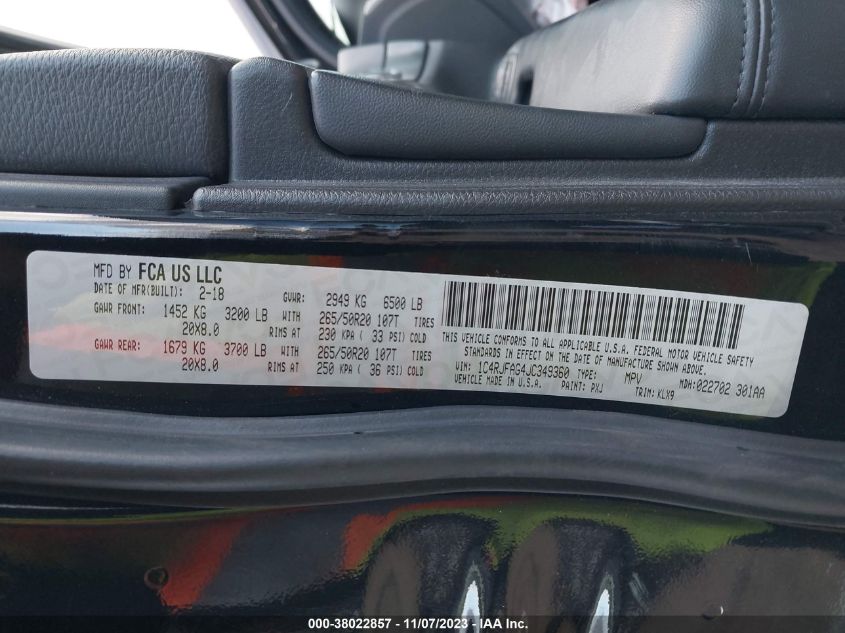 MFD BY FCA US LLC
DATE OF MFR(BUILT): 2-18 GVWR: 2949 KG 6500 LB
GAWR FRONT: 1452 KG 3200 LB WITH 265/50R20 107T TIRES
20X8.0 RIMS AT 230 KPA ( 33 PSI) COLD
GAWR REAR: 1679 KG 3700 LB WITH 265/50R20 107T TIRES
20X8.0 RIMS AT 250 KPA ( 36 PSI) COLD
THIS VEHICLE CONFORMS TO ALL APPLICABLE U.S.A. FEDERAL MOTOR VEHICLE SAFETY
STANDARDS IN EFFECT ON THE DATE OF MANUFACTURE SHOWN ABOVE.
VIN: 1C4RJFAG4JC349360 TYPE: MPV MDH:022702 301AA
VEHICLE MADE IN U.S.A. PAINT: PXJ TRIM: KLX9
000-38022857 - 11/07/2023 - IAA Inc.